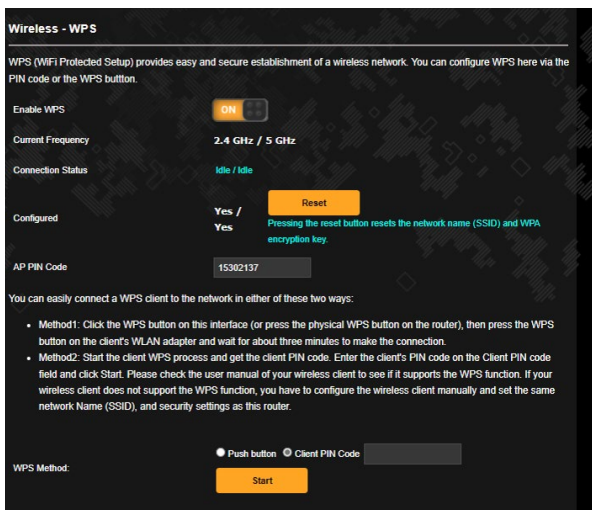 Wireless - WPS
WPS (WiFi Protected Setup) provides easy and secure establishment of a wireless network. You can configure WPS here via the
PIN code or the WPS buttton.
Enable WPS ON
Current Frequency 2.4 GHz / 5 GHz
Connection Status Idle / Idle
Configured Yes / Yes
Reset
Pressing the reset button resets the network name (SSID) and WPA
encryption key.
AP PIN Code 15302137
You can easily connect a WPS client to the network in either of these two ways:
• Method1: Click the WPS button on this interface (or press the physical WPS button on the router), then press the WPS
button on the client's WLAN adapter and wait for about three minutes to make the connection.
• Method2: Start the client WPS process and get the client PIN code. Enter the client's PIN code on the Client PIN code
field and click Start. Please check the user manual of your wireless client to see if it supports the WPS function. If your
wireless client does not support the WPS function, you have to configure the wireless client manually and set the same
network Name (SSID), and security settings as this router.
WPS Method: Push button Client PIN Code
Start